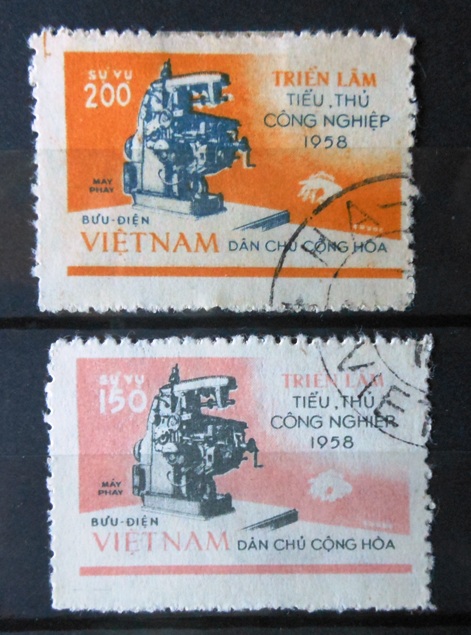 SỰ VỤ
200
TRIỂN LÃM
TIỂU, THỦ
CÔNG NGHIỆP
1958
MÁY
PHAY
BƯU-ĐIỆN
VIỆTNAM DÂN CHỦ CỘNG HÒA
SỰ VỤ
150
TRIỂN LÃM
TIỂU, THỦ
CÔNG NGHIỆP
1958
MÁY
PHAY
BƯU-ĐIỆN
VIỆTNAM DÂN CHỦ CỘNG HÒA